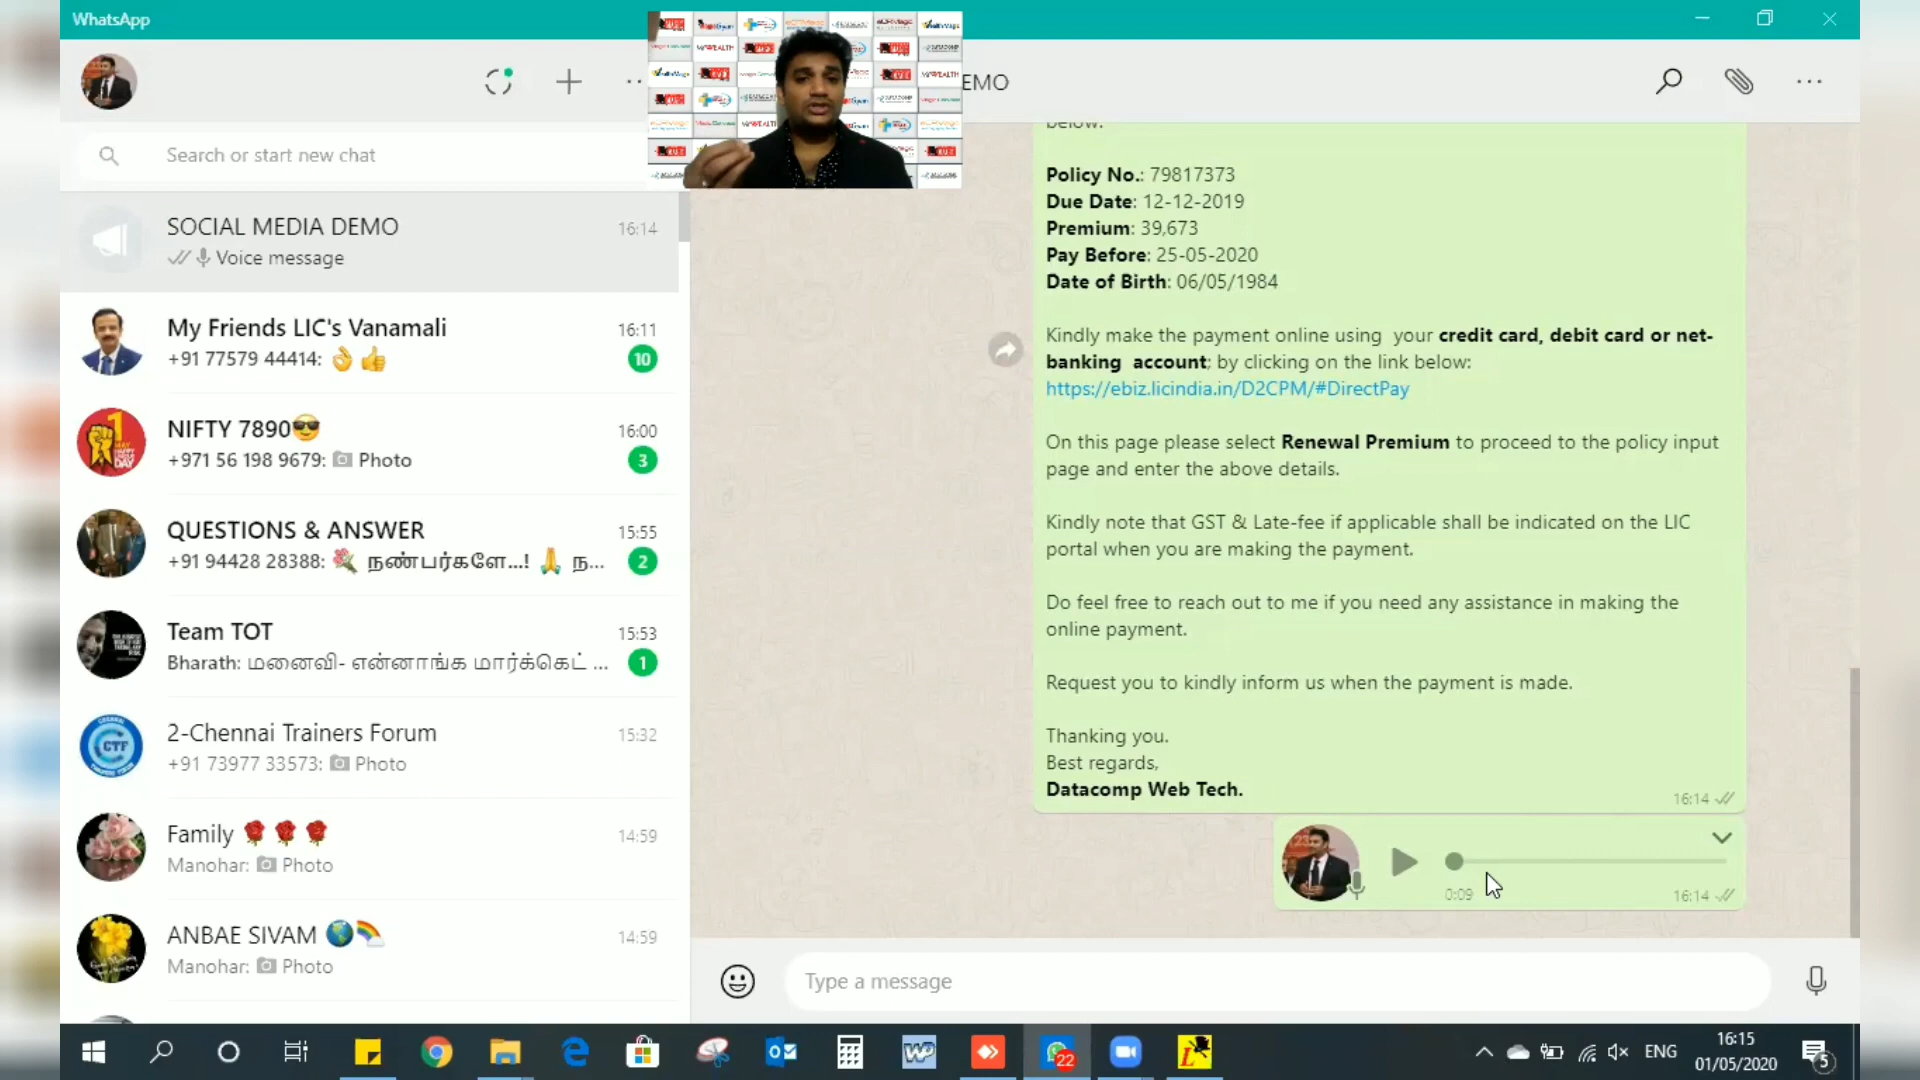 WhatsApp
EMO
Search or start new chat
SOCIAL MEDIA DEMO
16:14
Voice message
My Friends LIC's Vanamali
16:11
+91 77579 44414: 👌👍
10
NIFTY 7890😎
16:00
+971 56 198 9679: Photo
3
QUESTIONS & ANSWER
15:55
+91 94428 28388: 💐 நண்பர்களே...! 🙏 ந...
2
Team TOT
15:53
Bharath: மனைவி- என்னாங்க மார்க்கெட் ...
1
2-Chennai Trainers Forum
15:32
+91 73977 33573: Photo
Family 🌹🌹🌹
14:59
Manohar: Photo
ANBAE SIVAM 🌎🌈
14:59
Manohar: Photo
below:
Policy No.: 79817373
Due Date: 12-12-2019
Premium: 39,673
Pay Before: 25-05-2020
Date of Birth: 06/05/1984
Kindly make the payment online using your credit card, debit card or net-
banking account; by clicking on the link below:
https://ebiz.licindia.in/D2CPM/#DirectPay
On this page please select Renewal Premium to proceed to the policy input
page and enter the above details.
Kindly note that GST & Late-fee if applicable shall be indicated on the LIC
portal when you are making the payment.
Do feel free to reach out to me if you need any assistance in making the
online payment.
Request you to kindly inform us when the payment is made.
Thanking you.
Best regards,
Datacomp Web Tech.
16:14
0:09
16:14
Type a message
22
ENG
16:15
01/05/2020
5